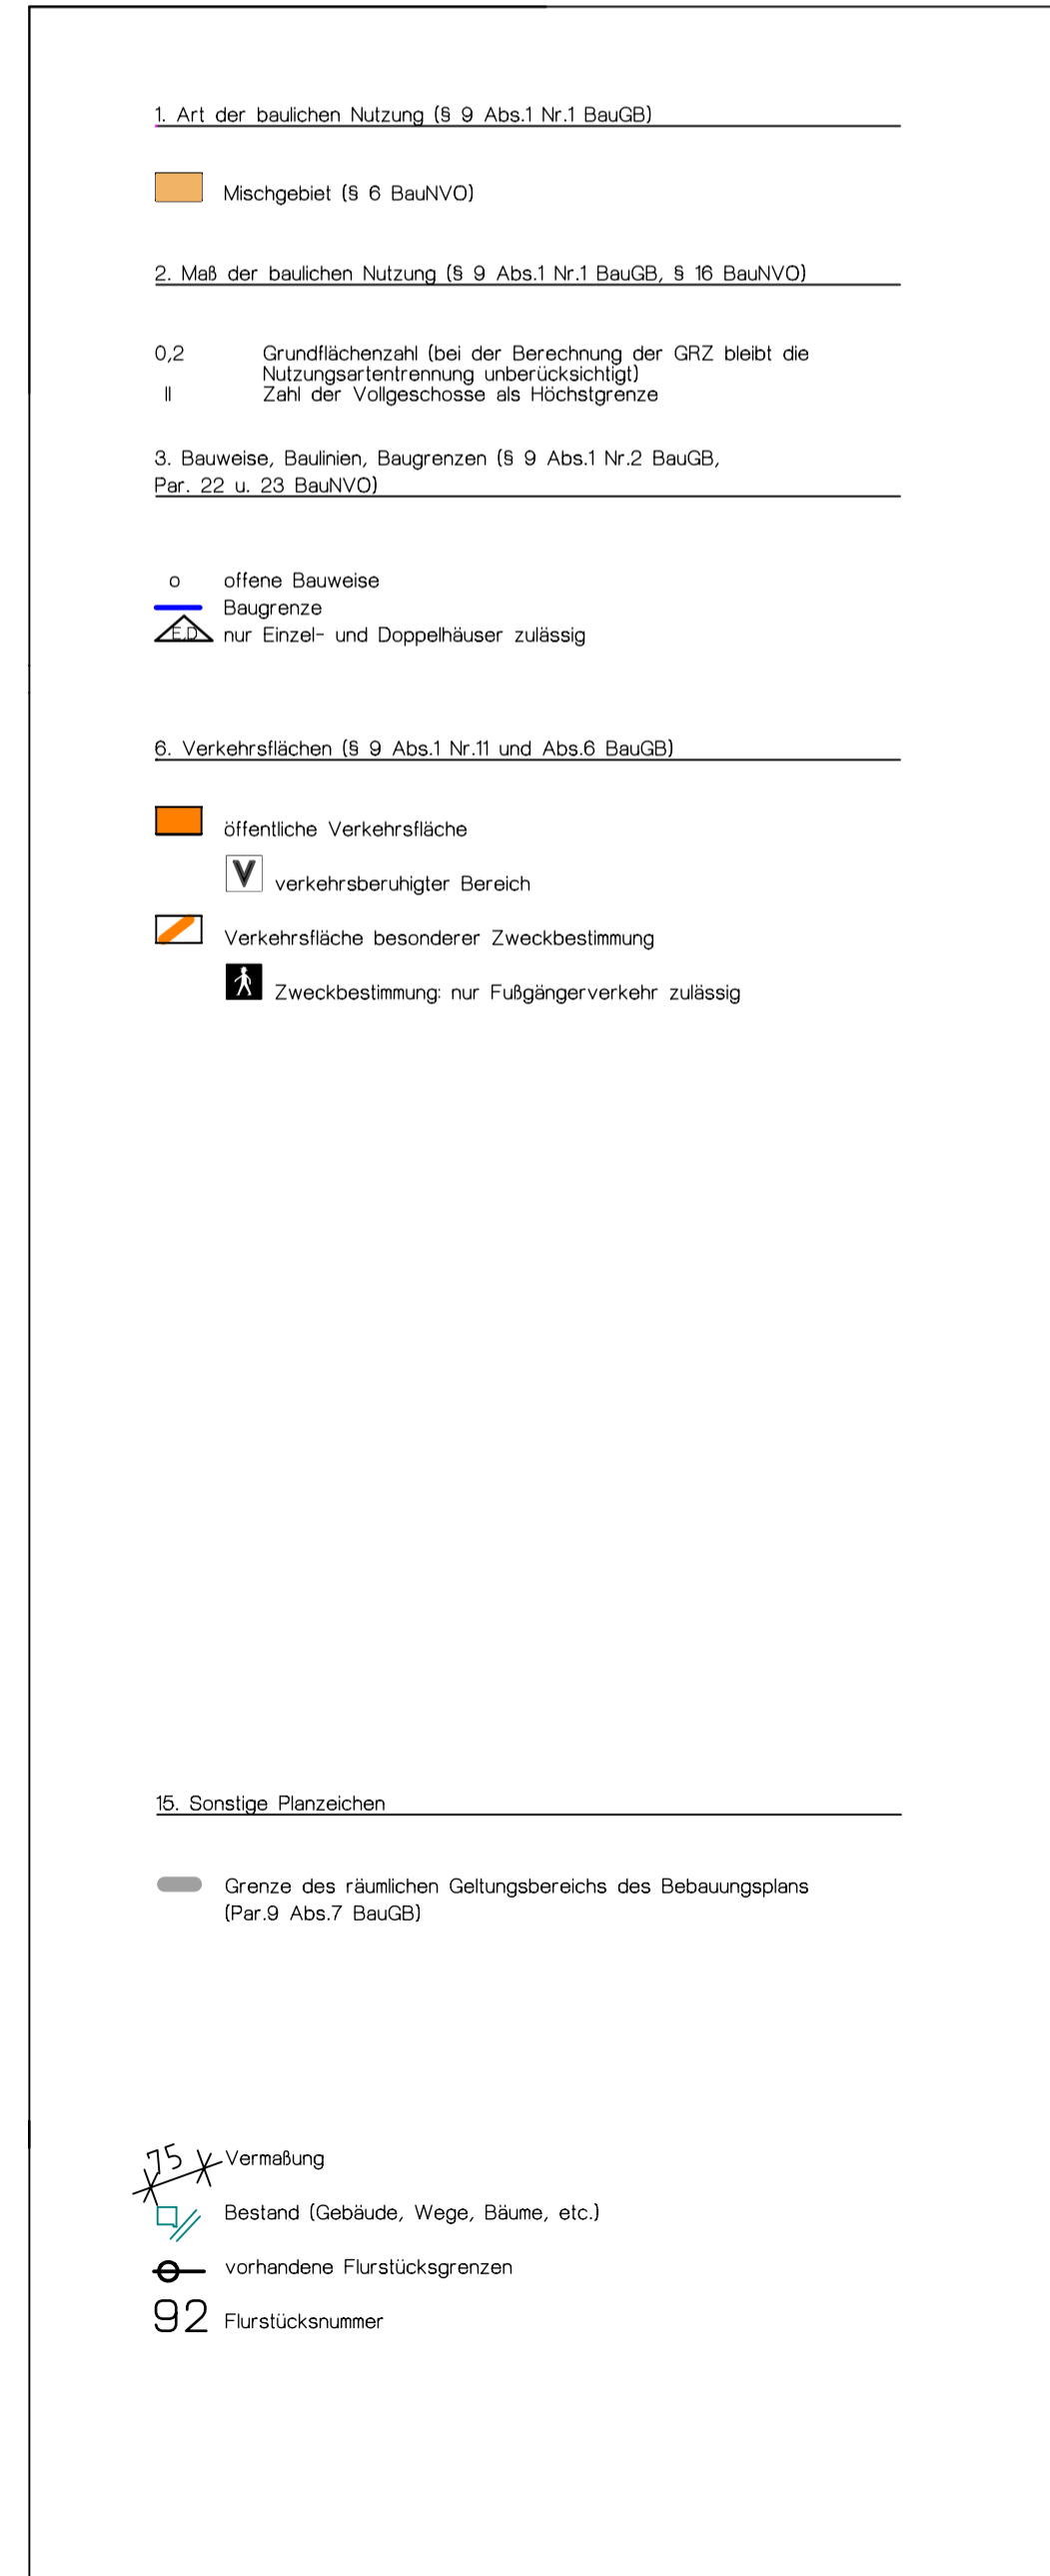 1. Art der baulichen Nutzung (§ 9 Abs.1 Nr.1 BauGB)
Mischgebiet (§ 6 BauNVO)
2. Maß der baulichen Nutzung (§ 9 Abs.1 Nr.1 BauGB, § 16 BauNVO)
0,2 Grundflächenzahl (bei der Berechnung der GRZ bleibt die
Nutzungsartentrennung unberücksichtigt)
II Zahl der Vollgeschosse als Höchstgrenze
3. Bauweise, Baulinien, Baugrenzen (§ 9 Abs.1 Nr.2 BauGB,
Par. 22 u. 23 BauNVO)
o offene Bauweise
Baugrenze
E,D nur Einzel- und Doppelhäuser zulässig
6. Verkehrsflächen (§ 9 Abs.1 Nr.11 und Abs.6 BauGB)
öffentliche Verkehrsfläche
V verkehrsberuhigter Bereich
Verkehrsfläche besonderer Zweckbestimmung
Zweckbestimmung: nur Fußgängerverkehr zulässig
15. Sonstige Planzeichen
Grenze des räumlichen Geltungsbereichs des Bebauungsplans
(Par.9 Abs.7 BauGB)
75 Vermaßung
Bestand (Gebäude, Wege, Bäume, etc.)
vorhandene Flurstücksgrenzen
92 Flurstücksnummer